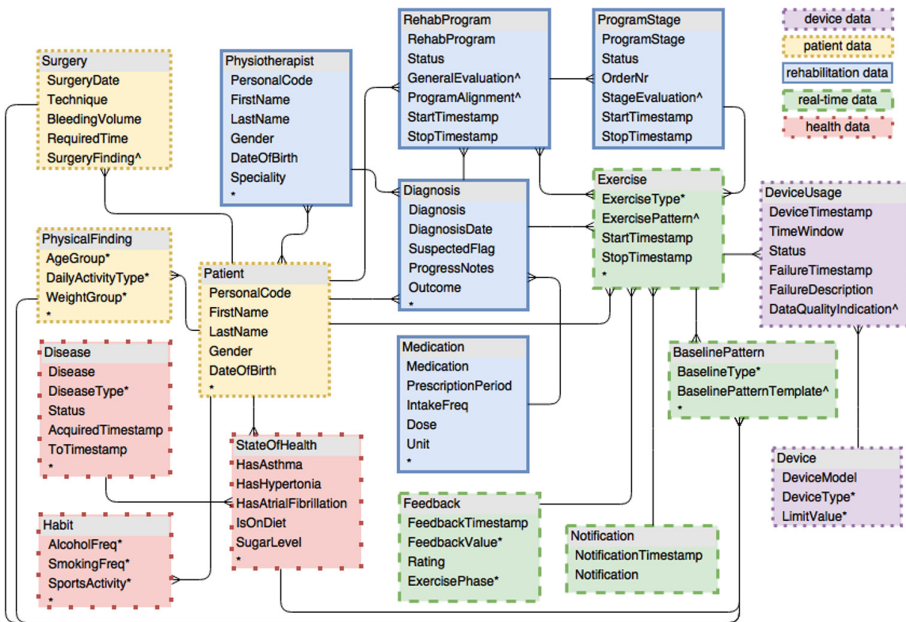 RehabProgram
RehabProgram
Status
GeneralEvaluation^
ProgramAlignment^
StartTimestamp
StopTimestamp
ProgramStage
ProgramStage
Status
OrderNr
StageEvaluation^
StartTimestamp
StopTimestamp
device data
patient data
rehabilitation data
real-time data
health data
Surgery
SurgeryDate
Technique
BleedingVolume
RequiredTime
SurgeryFinding^
Physiotherapist
PersonalCode
FirstName
LastName
Gender
DateOfBirth
Speciality
*
Diagnosis
Diagnosis
DiagnosisDate
SuspectedFlag
ProgressNotes
Outcome
*
Exercise
ExerciseType*
ExercisePattern^
StartTimestamp
StopTimestamp
*
DeviceUsage
DeviceTimestamp
TimeWindow
Status
FailureTimestamp
FailureDescription
DataQualityIndication^
PhysicalFinding
AgeGroup*
DailyActivityType*
WeightGroup*
*
Patient
PersonalCode
FirstName
LastName
Gender
DateOfBirth
*
Disease
Disease
DiseaseType*
Status
AcquiredTimestamp
ToTimestamp
*
Medication
Medication
PrescriptionPeriod
IntakeFreq
Dose
Unit
*
BaselinePattern
BaselineType*
BaselinePatternTemplate^
*
StateOfHealth
HasAsthma
HasHypertonia
HasAtrialFibrillation
IsOnDiet
SugarLevel
*
Device
DeviceModel
DeviceType*
LimitValue*
Habit
AlcoholFreq*
SmokingFreq*
SportsActivity*
*
Feedback
FeedbackTimestamp
FeedbackValue*
Rating
ExercisePhase*
Notification
NotificationTimestamp
Notification